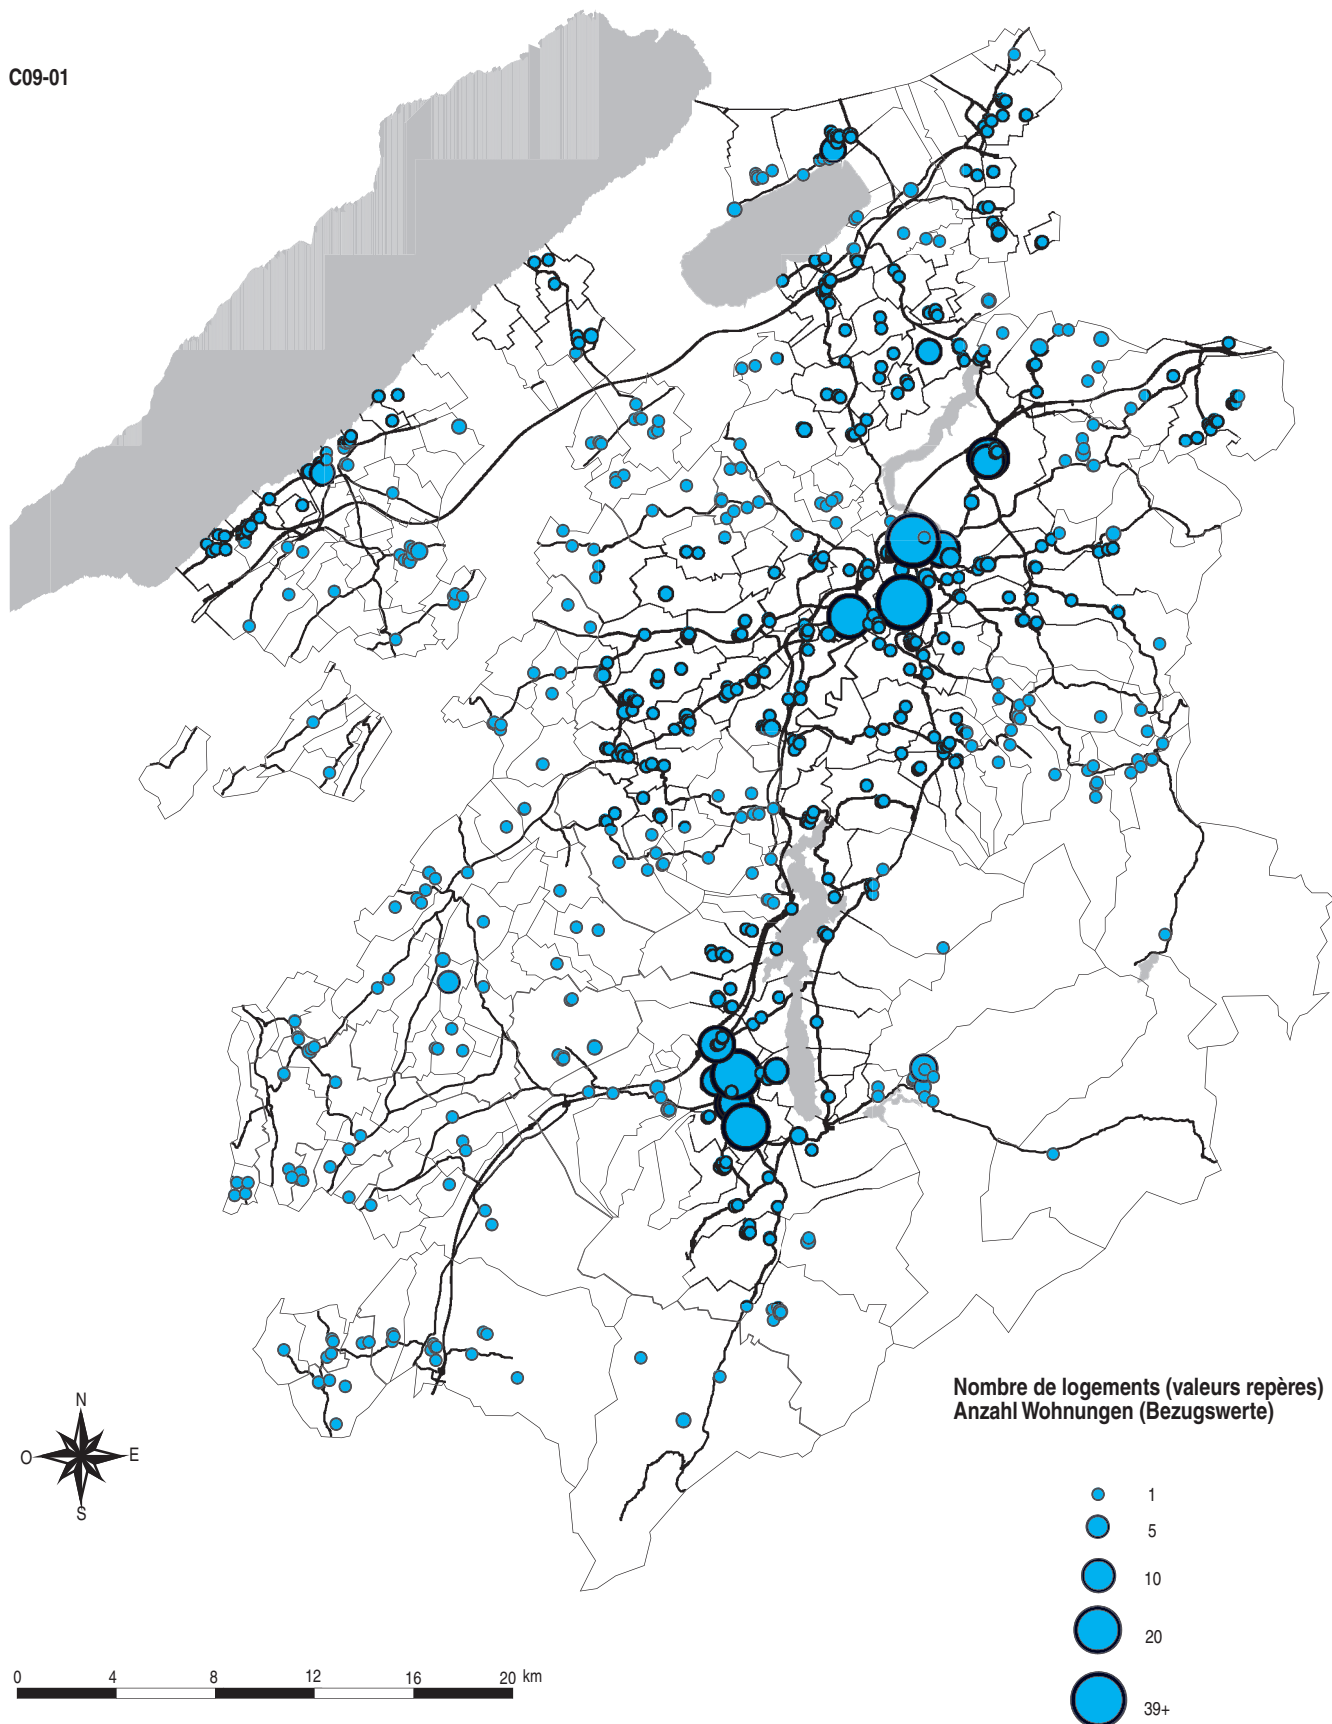 C09-01
Nombre de logements (valeurs repères)
Anzahl Wohnungen (Bezugswerte)
N
O E
S
1
5
10
20
39+
0 4 8 12 16 20 km